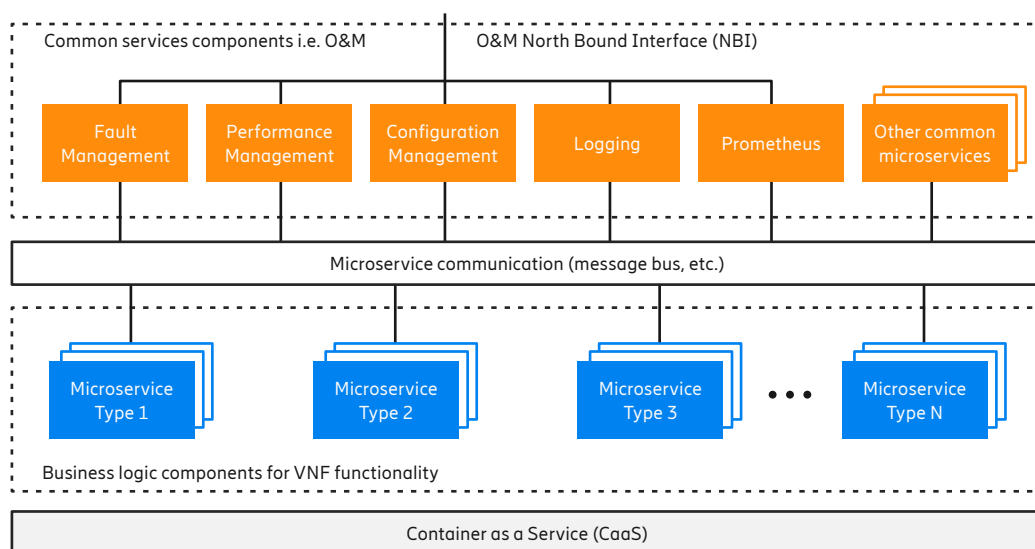 Common services components i.e. O&M
O&M North Bound Interface (NBI)
Fault
Management
Performance
Management
Configuration
Management
Logging
Prometheus
Other common
microservices
Microservice communication (message bus, etc.)
Microservice
Type 1
Microservice
Type 2
Microservice
Type 3
Microservice
Type N
Business logic components for VNF functionality
Container as a Service (CaaS)